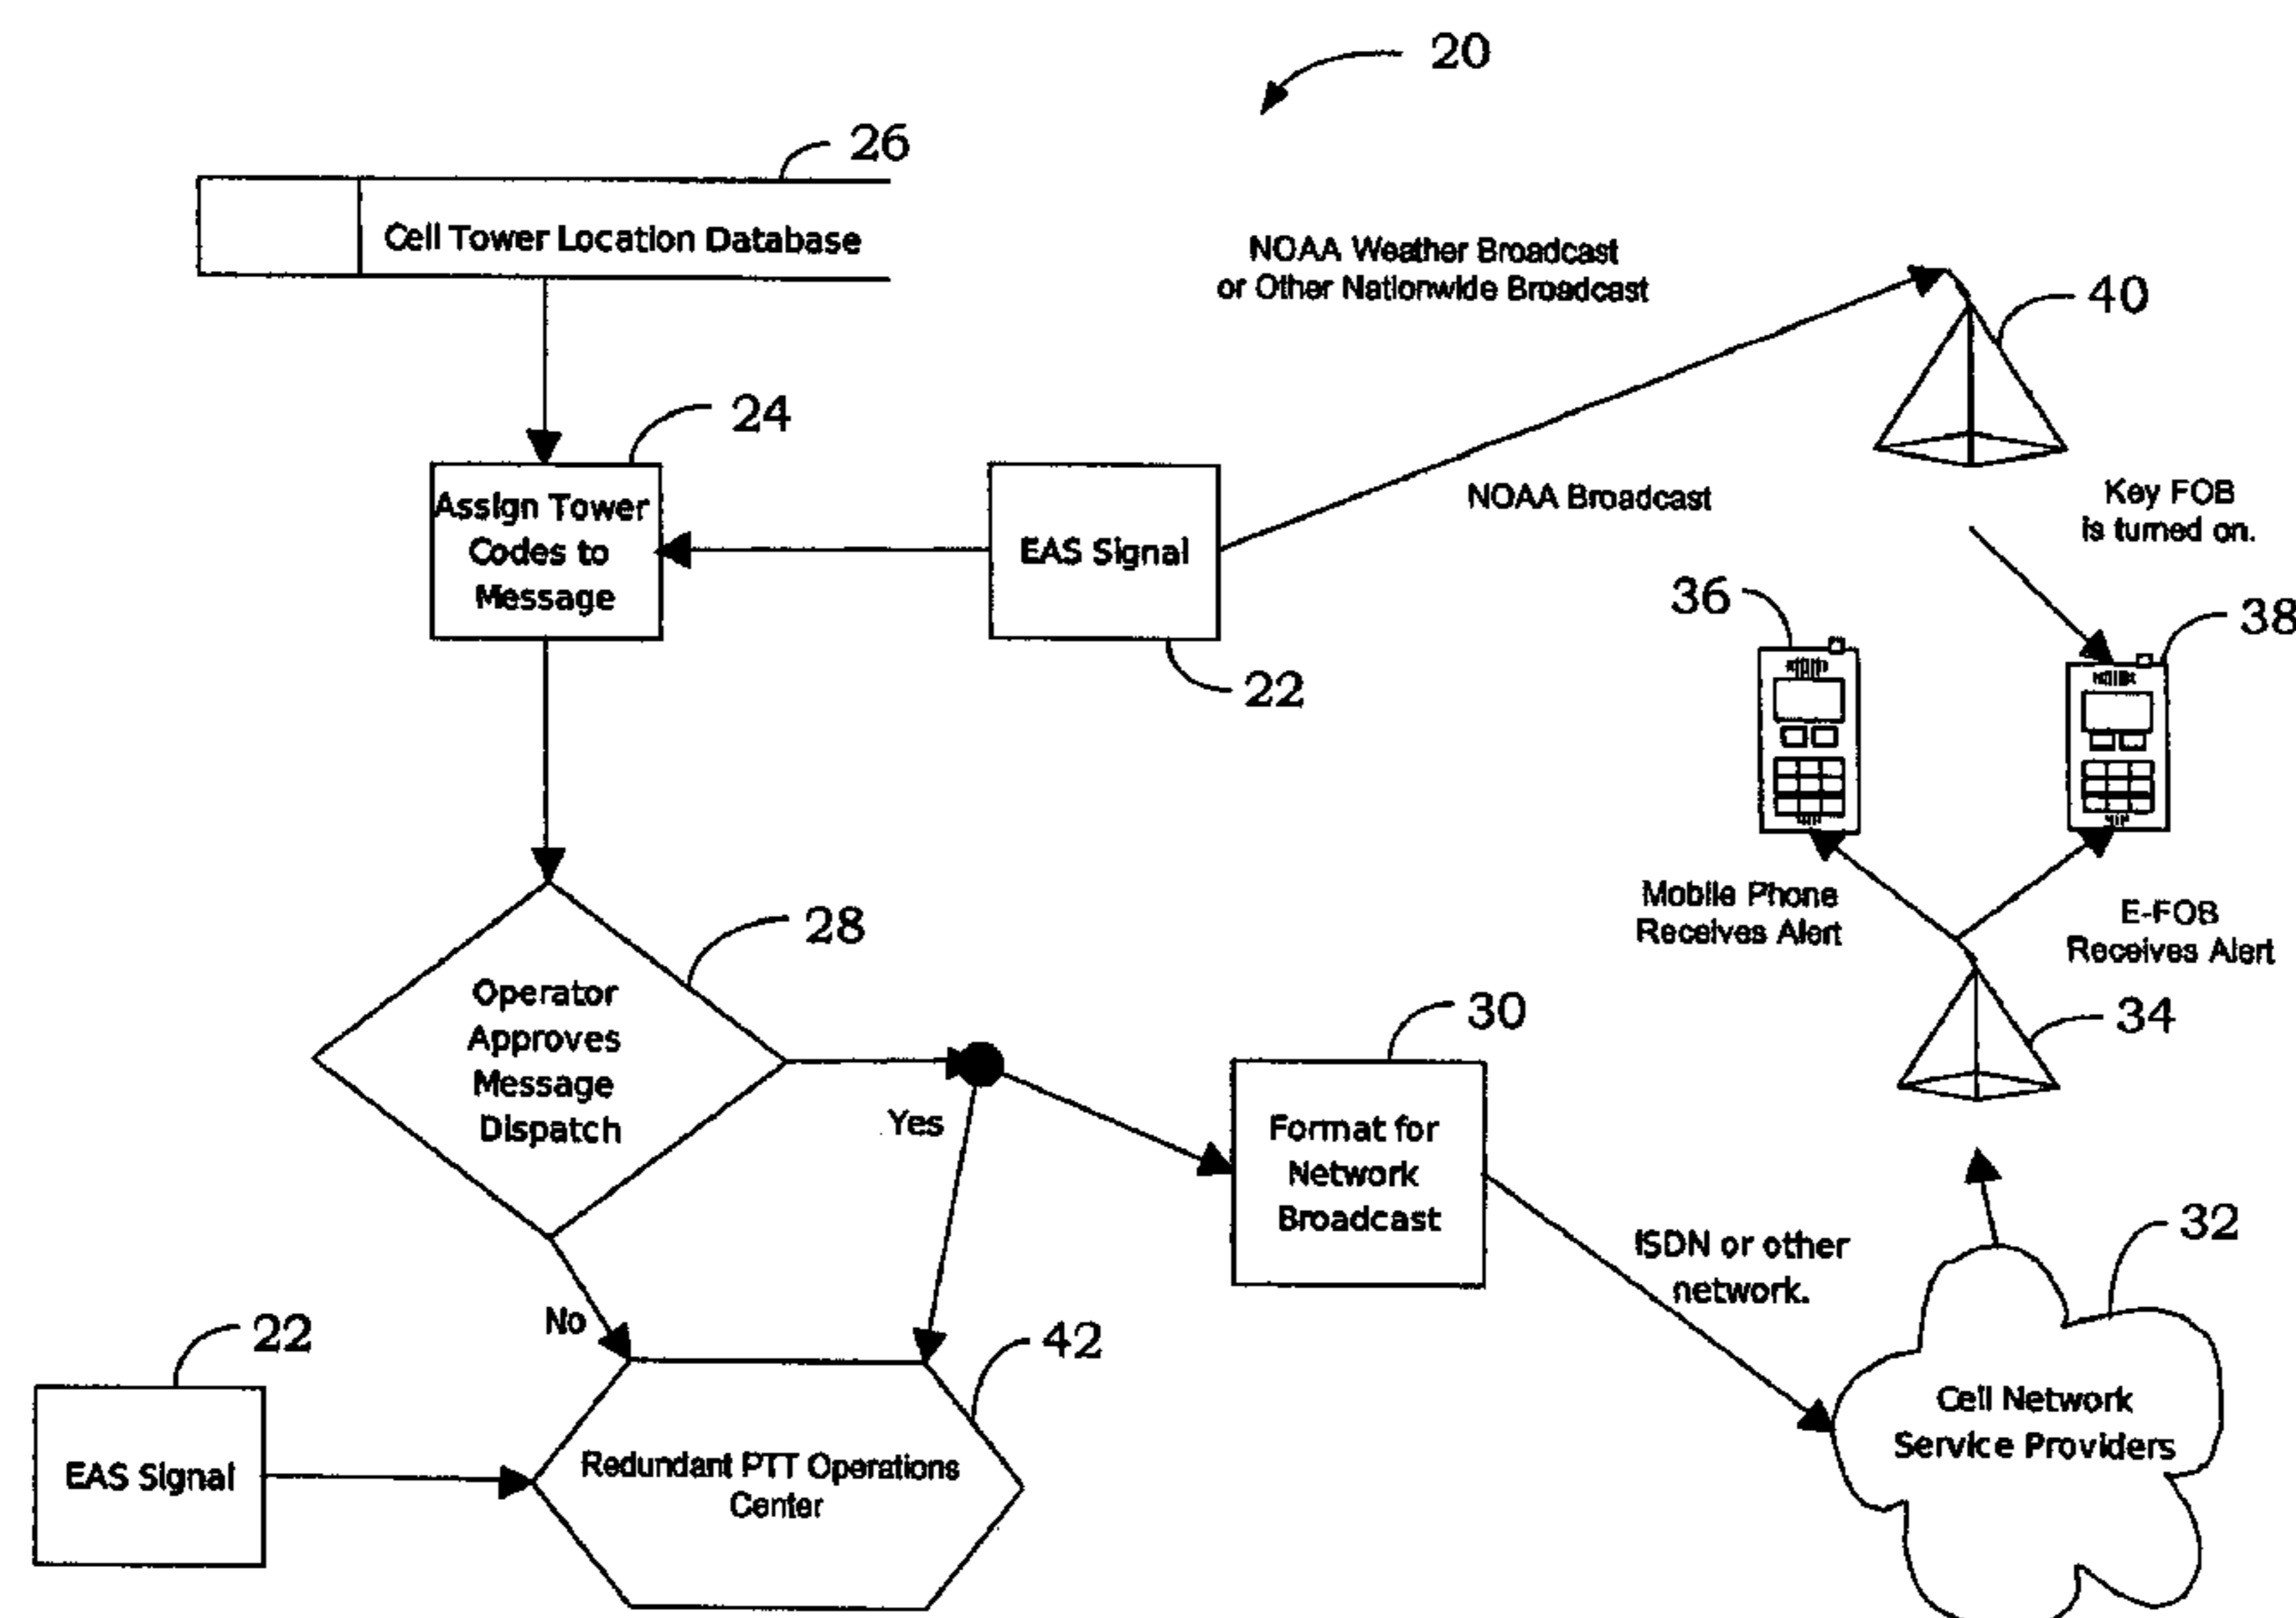 20
26
Cell Tower Location Database
NOAA Weather Broadcast
or Other Nationwide Broadcast
40
24
Assign Tower
Codes to
Message
EAS Signal
NOAA Broadcast
Key FOB
is turned on.
36
38
22
28
Operator
Approves
Message
Dispatch
Mobile Phone
Receives Alert
E-FOB
Receives Alert
34
30
Yes
Format for
Network
Broadcast
ISDN or other
network.
32
No
22
42
EAS Signal
Redundant PTT Operations
Center
Cell Network
Service Providers